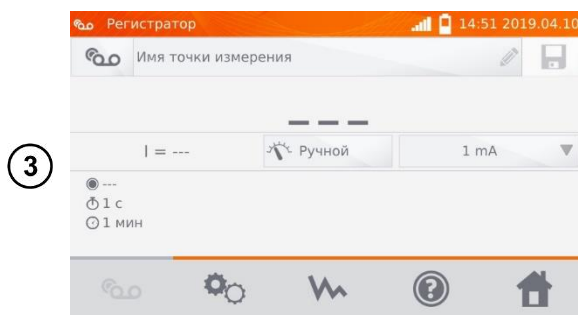 Регистратор
14:51 2019.04.10
Имя точки измерения
---
3
I = ---
Ручной
1 mA
---
1 с
1 мин
?